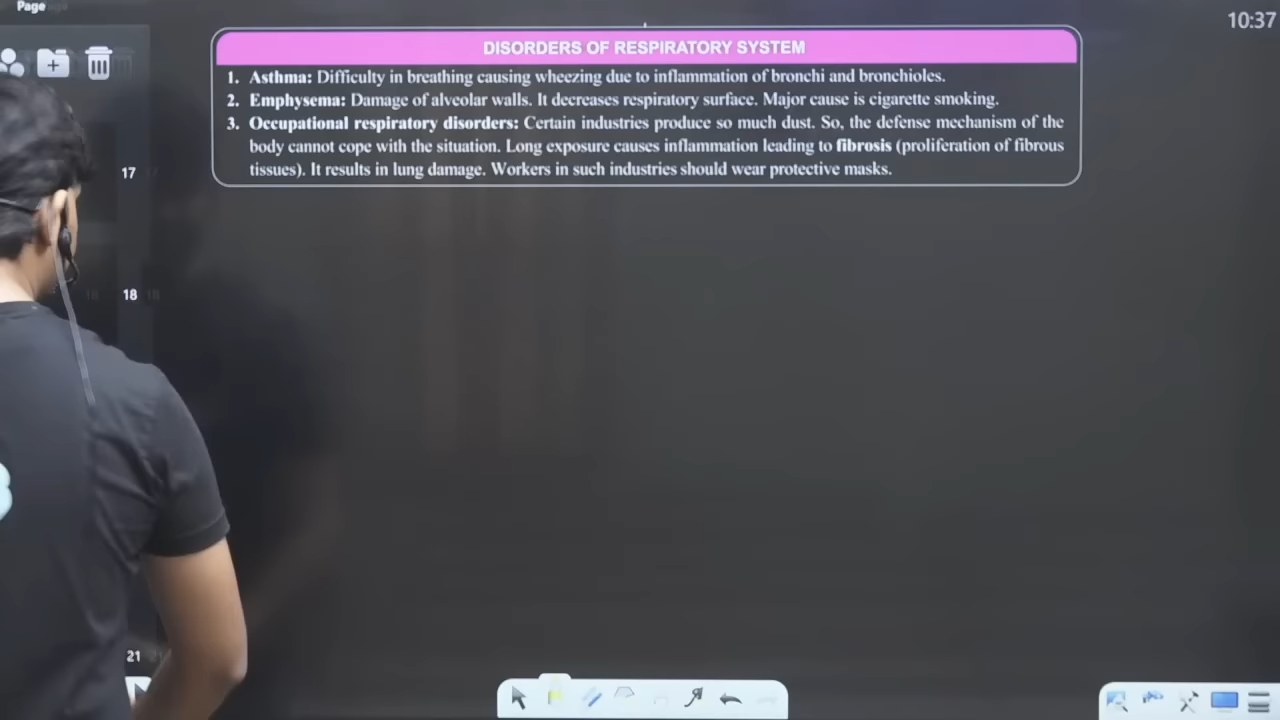 Page
10:37
DISORDERS OF RESPIRATORY SYSTEM
1. Asthma: Difficulty in breathing causing wheezing due to inflammation of bronchi and bronchioles.
2. Emphysema: Damage of alveolar walls. It decreases respiratory surface. Major cause is cigarette smoking.
3. Occupational respiratory disorders: Certain industries produce so much dust. So, the defense mechanism of the
body cannot cope with the situation. Long exposure causes inflammation leading to fibrosis (proliferation of fibrous
tissues). It results in lung damage. Workers in such industries should wear protective masks.
17
18
21